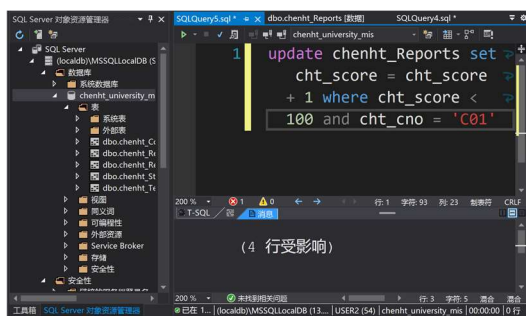 SQL Server 对象资源管理器
SQL Server
(localdb)\MSSQLLocalDB (S
数据库
系统数据库
chenht_university_m
表
系统表
外部表
dbo.chenht_Co
dbo.chenht_Re
dbo.chenht_Re
dbo.chenht_St
dbo.chenht_Te
视图
同义词
可编程性
外部资源
Service Broker
存储
安全性
安全性
工具箱 SQL Server 对象资源管理器
SQLQuery5.sql * dbo.chenht_Reports [数据] SQLQuery4.sql *
chenht_university_mis
1 update chenht_Reports set
cht_score = cht_score
+ 1 where cht_score <
100 and cht_cno = 'C01'
200 % 1 0 行: 1 字符: 93 列: 23 制表符 CRLF
T-SQL 消息
(4 行受影响)
200 % 未找到相关问题 行: 3 字符: 5 混合 混合
已在 1... (localdb)\MSSQLLocalDB (13.... USER2 (54) chenht_university_mis 00:00:00 0 行